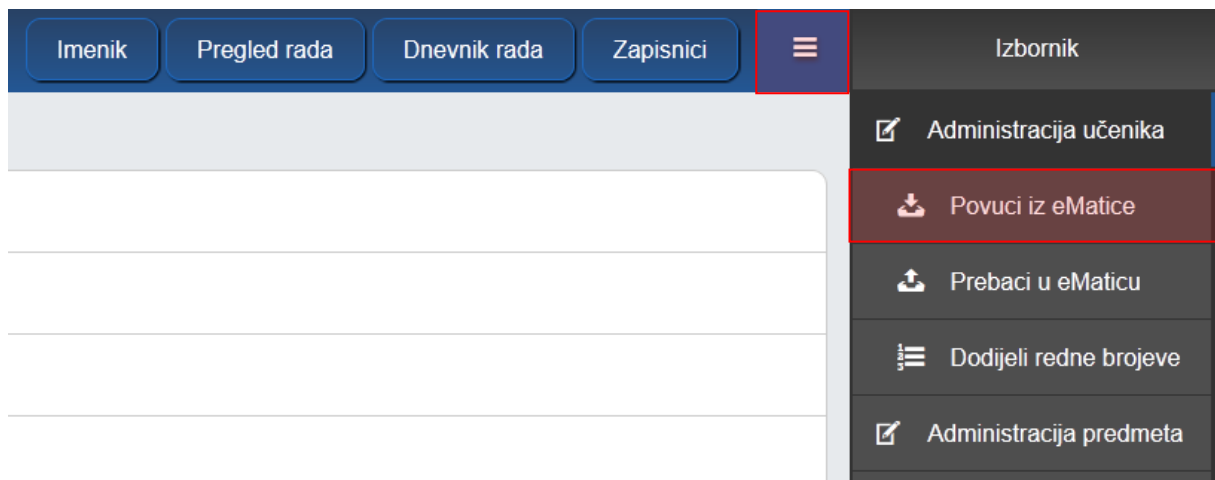 Imenik
Pregled rada
Dnevnik rada
Zapisnici
Izbornik
Administracija učenika
Povuci iz eMatice
Prebaci u eMaticu
Dodijeli redne brojeve
Administracija predmeta